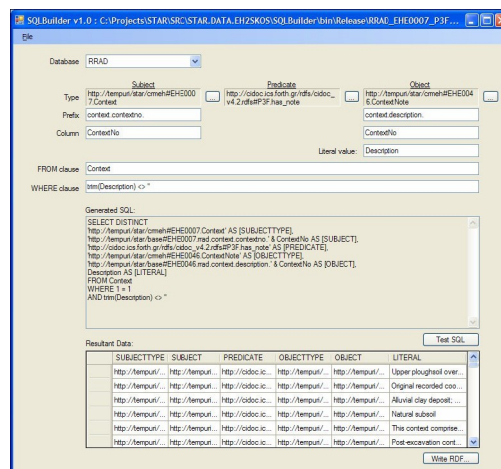 SQLBuilder v1.0 : C:\Projects\STAR\SRC\STAR.DATA.EH2SKOS\SQLBuilder\bin\Release\RRAD_EHE0007_P3F...
File
Database RRAD
Subject Predicate Object
Type http://tempuri/star/crmeh#EHE0007.Context ... http://cidoc.ics.forth.gr/rdfs/cidoc_v4.2.rdfs#P3F.has_note ... http://tempuri/star/crmeh#EHE0046.ContextNote ...
Prefix context.contextno. context.description.
Column ContextNo ContextNo
Literal value: Description
FROM clause Context
WHERE clause trim(Description) <> ''
Generated SQL:
SELECT DISTINCT
'http://tempuri/star/crmeh#EHE0007.Context' AS [SUBJECTTYPE],
'http://tempuri/star/base#EHE0007.rrad.context.contextno.' & ContextNo AS [SUBJECT],
'http://cidoc.ics.forth.gr/rdfs/cidoc_v4.2.rdfs#P3F.has_note' AS [PREDICATE],
'http://tempuri/star/crmeh#EHE0046.ContextNote' AS [OBJECTTYPE],
'http://tempuri/star/base#EHE0046.rrad.context.description.' & ContextNo AS [OBJECT],
Description AS [LITERAL]
FROM Context
WHERE 1 = 1
AND trim(Description) <> ''
Test SQL
Resultant Data:
SUBJECTTYPE SUBJECT PREDICATE OBJECTTYPE OBJECT LITERAL
http://tempuri/... http://tempuri... http://cidoc.ic... http://tempuri/... http://tempuri/... Upper ploughsoil over...
http://tempuri/... http://tempuri... http://cidoc.ic... http://tempuri/... http://tempuri/... Original recorded coo...
http://tempuri/... http://tempuri... http://cidoc.ic... http://tempuri/... http://tempuri/... Alluvial clay deposit; ...
http://tempuri/... http://tempuri... http://cidoc.ic... http://tempuri/... http://tempuri/... Natural subsoil
http://tempuri/... http://tempuri... http://cidoc.ic... http://tempuri/... http://tempuri/... This context comprise...
http://tempuri/... http://tempuri... http://cidoc.ic... http://tempuri/... http://tempuri/... Post-excavation cont...
Write RDF...